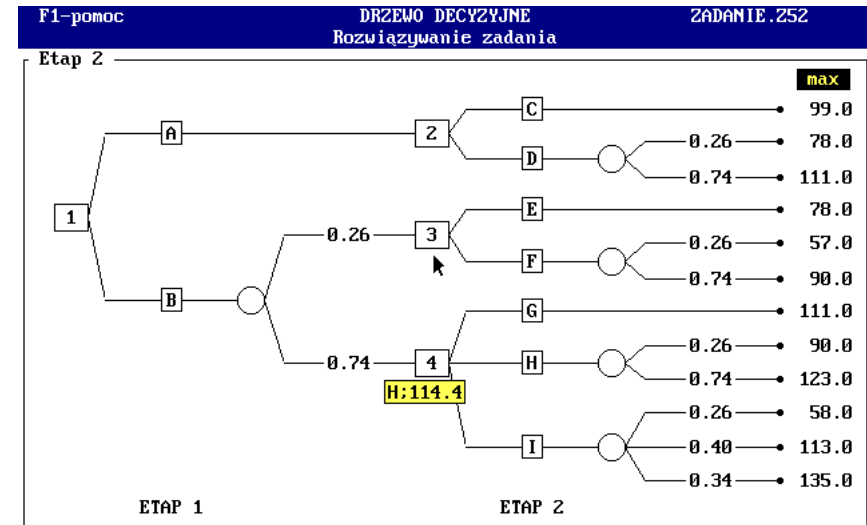 F1-pomoc DRZEWO DECYZYJNE ZADANIE.Z52
Rozwiązywanie zadania
Etap 2
max
C 99.0
A 2 0.26 78.0
D
0.74 111.0
1 E 78.0
0.26 3 0.26 57.0
F
0.74 90.0
B G 111.0
0.26 90.0
0.74 4 H
0.74 123.0
H;114.4
0.26 58.0
I 0.40 113.0
0.34 135.0
ETAP 1 ETAP 2